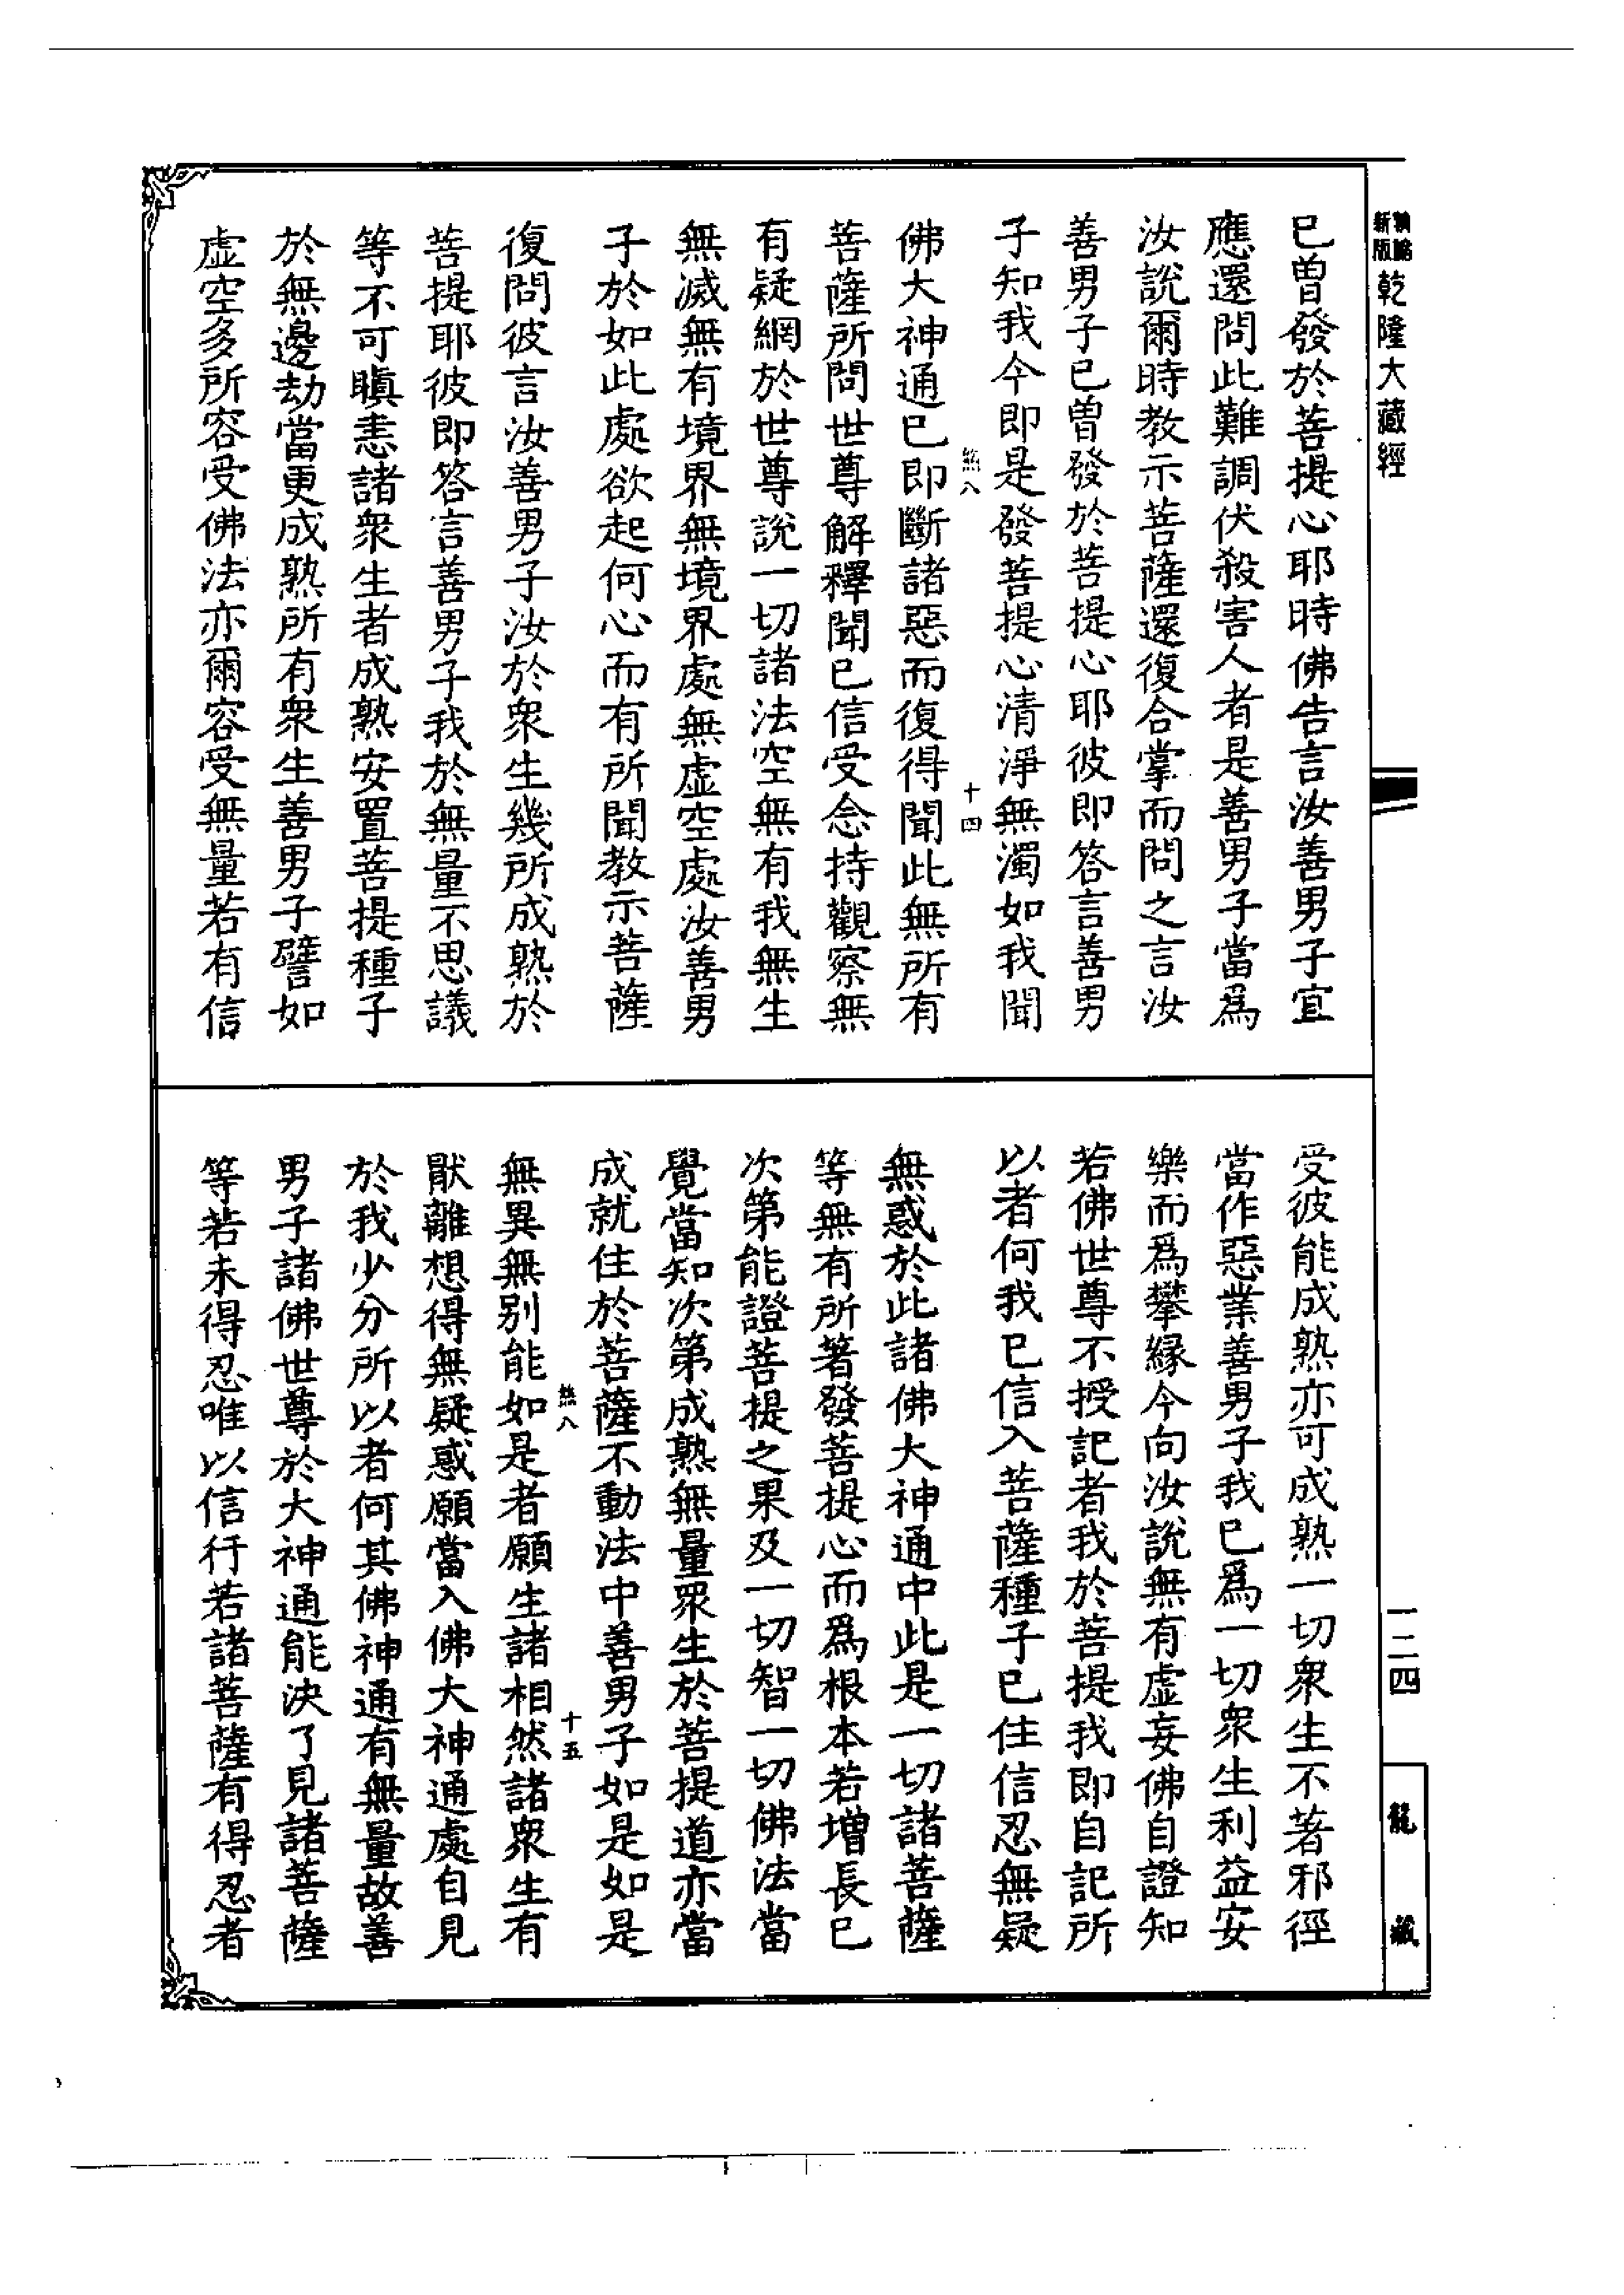 新版
乾隆大藏經
已曾發於菩提心耶時佛告言汝善男子宜
應還問此難調伏殺害人者是善男子當爲
汝說爾時教示菩薩還復合掌而問之言汝
善男子已曾發於菩提心耶彼即答言善男
子知我今即是發菩提心清淨無濁如我聞
十四
佛大神通已即斷諸惡而復得聞此無所有
菩薩所問世尊解釋聞已信受念持觀察無
有疑網於世尊說一切諸法空無有我無生
無滅無有境界無境界處無虛空處汝善男
子於如此處欲起何心而有所聞教示菩薩
復問彼言汝善男子汝於衆生幾所成熟於
菩提耶彼即答言善男子我於無量不思議
等不可瞋恚諸衆生者成熟安置菩提種子
於無邊劫當更成熟所有衆生善男子譬如
虛空多所容受佛法亦爾容受無量若有信
受彼能成熟亦可成熟一切衆生不著邪徑
當作惡業善男子我已爲一切衆生利益安
樂而爲攀緣今向汝說無有虛妄佛自證知
若佛世尊不授記者我於菩提我即自記所
以者何我已信入菩薩種子已住信忍無疑
無惑於此諸佛大神通中此是一切諸菩薩
等無有所著發菩提心而爲根本若增長已
次第能證菩提之果及一切智一切佛法當
覺當知次第成熟無量眾生於菩提道亦當
成就住於菩薩不動法中善男子如是如是
十五
無異無别能如是者願生諸相然諸衆生有
猒離想得無疑惑願當入佛大神通處自見
於我少分所以者何其佛神通有無量故善
男子諸佛世尊於大神通能決了見諸菩薩
等若未得忍唯以信行若諸菩薩有得忍者
一二四
龍藏